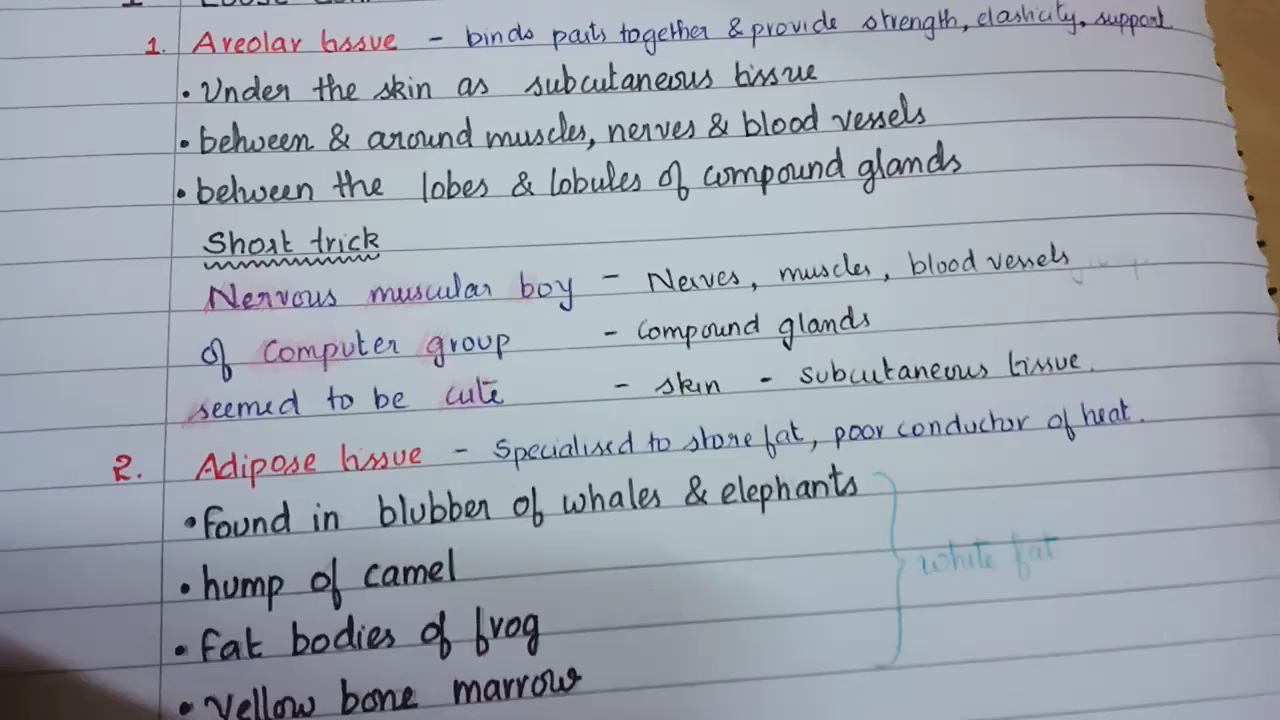 1. Areolar tissue - binds parts together & provide strength, elasticity, support
• Under the skin as subcutaneous tissue
• between & around muscles, nerves & blood vessels
• between the lobes & lobules of compound glands
Short trick
Nervous muscular boy - Nerves, muscles, blood vessels
of computer group - compound glands
seemed to be cute - skin - subcutaneous tissue.
2. Adipose tissue - Specialised to store fat, poor conductor of heat.
• Found in blubber of whales & elephants
white fat
• hump of camel
• Fat bodies of frog
• Yellow bone marrow